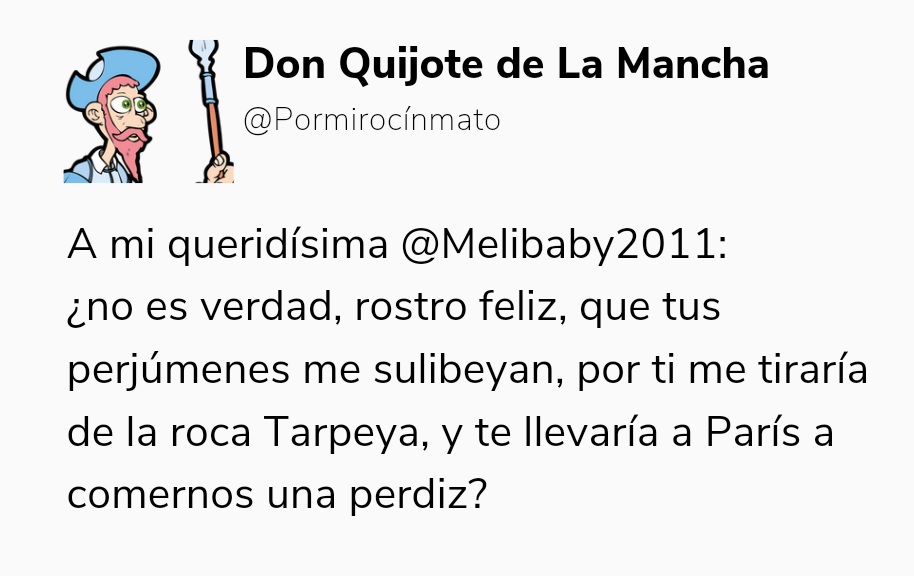 Don Quijote de La Mancha
@Pormirocínmato
A mi queridísima @Melibaby2011:
¿no es verdad, rostro feliz, que tus
perjúmenes me sulibeyan, por ti me tiraría
de la roca Tarpeya, y te llevaría a París a
comernos una perdiz?